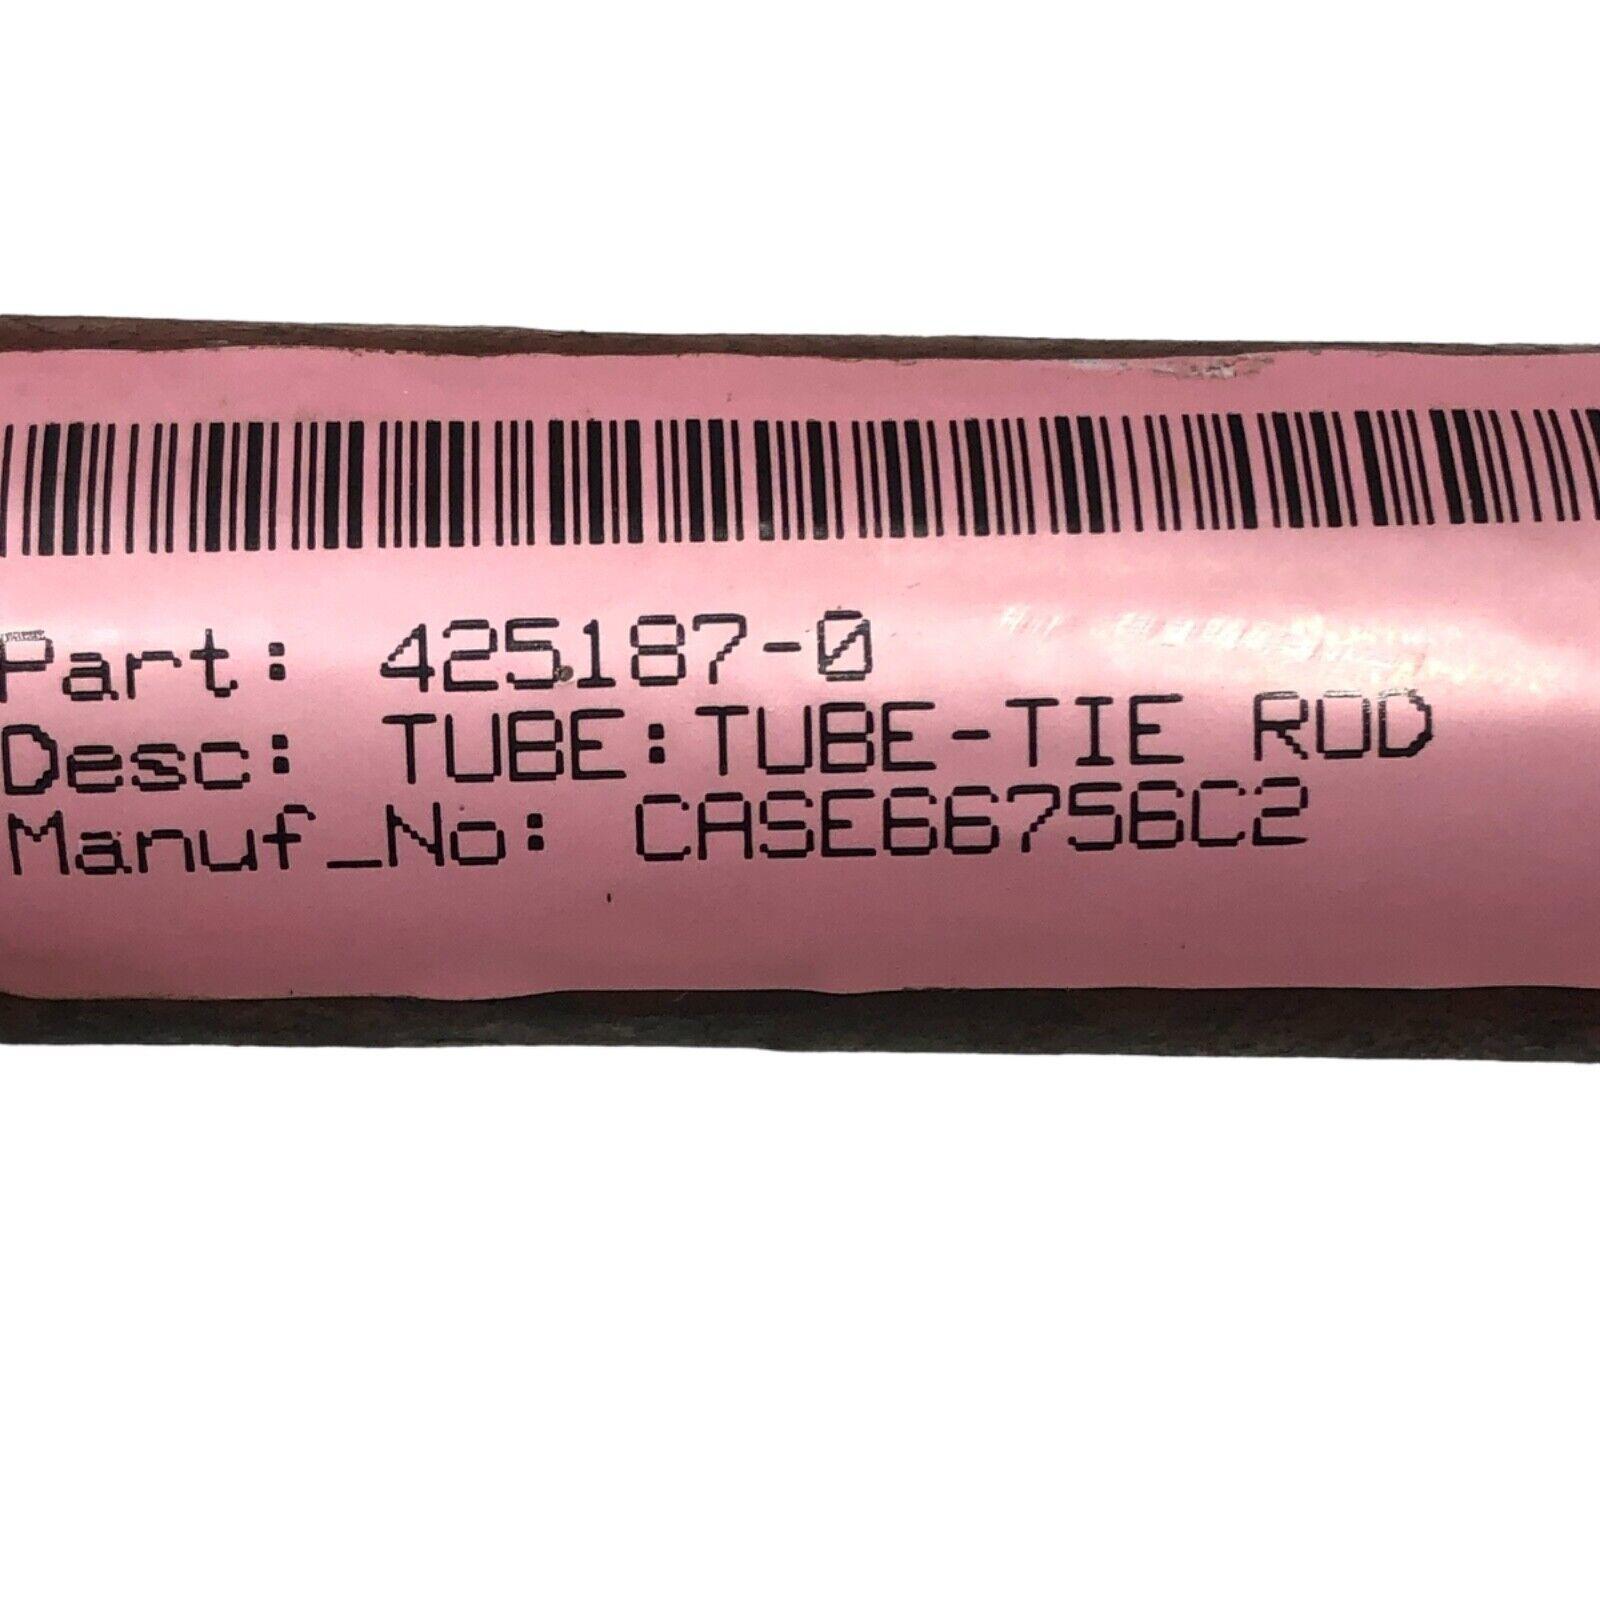 Part: 425187-0
Desc: TUBE:TUBE-TIE ROD
Manuf_No: CASE66756C2